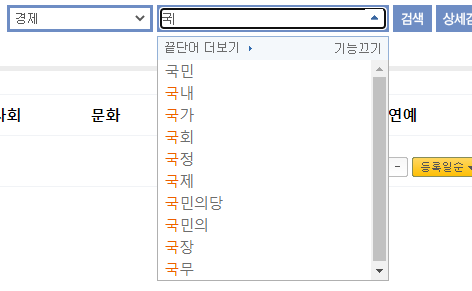 경제 국 검색 상세검
끝단어 더보기 기능끄기
국민
국내
국가
사회 문화 연예
국회
국정
- 등록일순
국제
국민의당
국민의
국장
국무